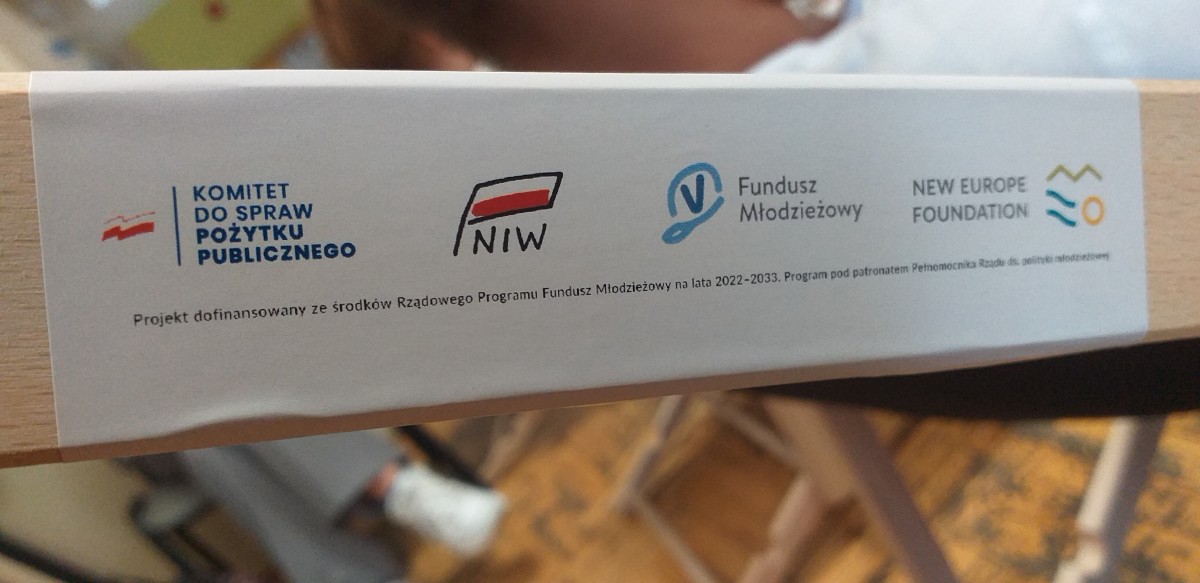 KOMITET
DO SPRAW
POŻYTKU
PUBLICZNEGO
NIW
Fundusz
Młodzieżowy
NEW EUROPE
FOUNDATION
Projekt dofinansowany ze środków Rządowego Programu Fundusz Młodzieżowy na lata 2022–2033. Program pod patronatem Pełnomocnika Rządu ds. polityki młodzieżowej